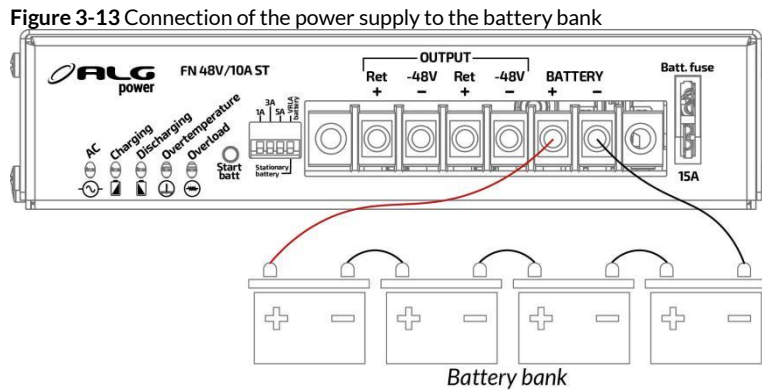 Figure 3-13 Connection of the power supply to the battery bank
ALG
power
FN 48V/10A ST
OUTPUT
Ret -48V Ret -48V BATTERY
+ − + − + −
Batt. fuse
15A
1A 3A 5A VRLA battery
Stationary
battery
AC Charging Discharging Overtemperature Overload
Start
batt
+ − + − + − + −
Battery bank